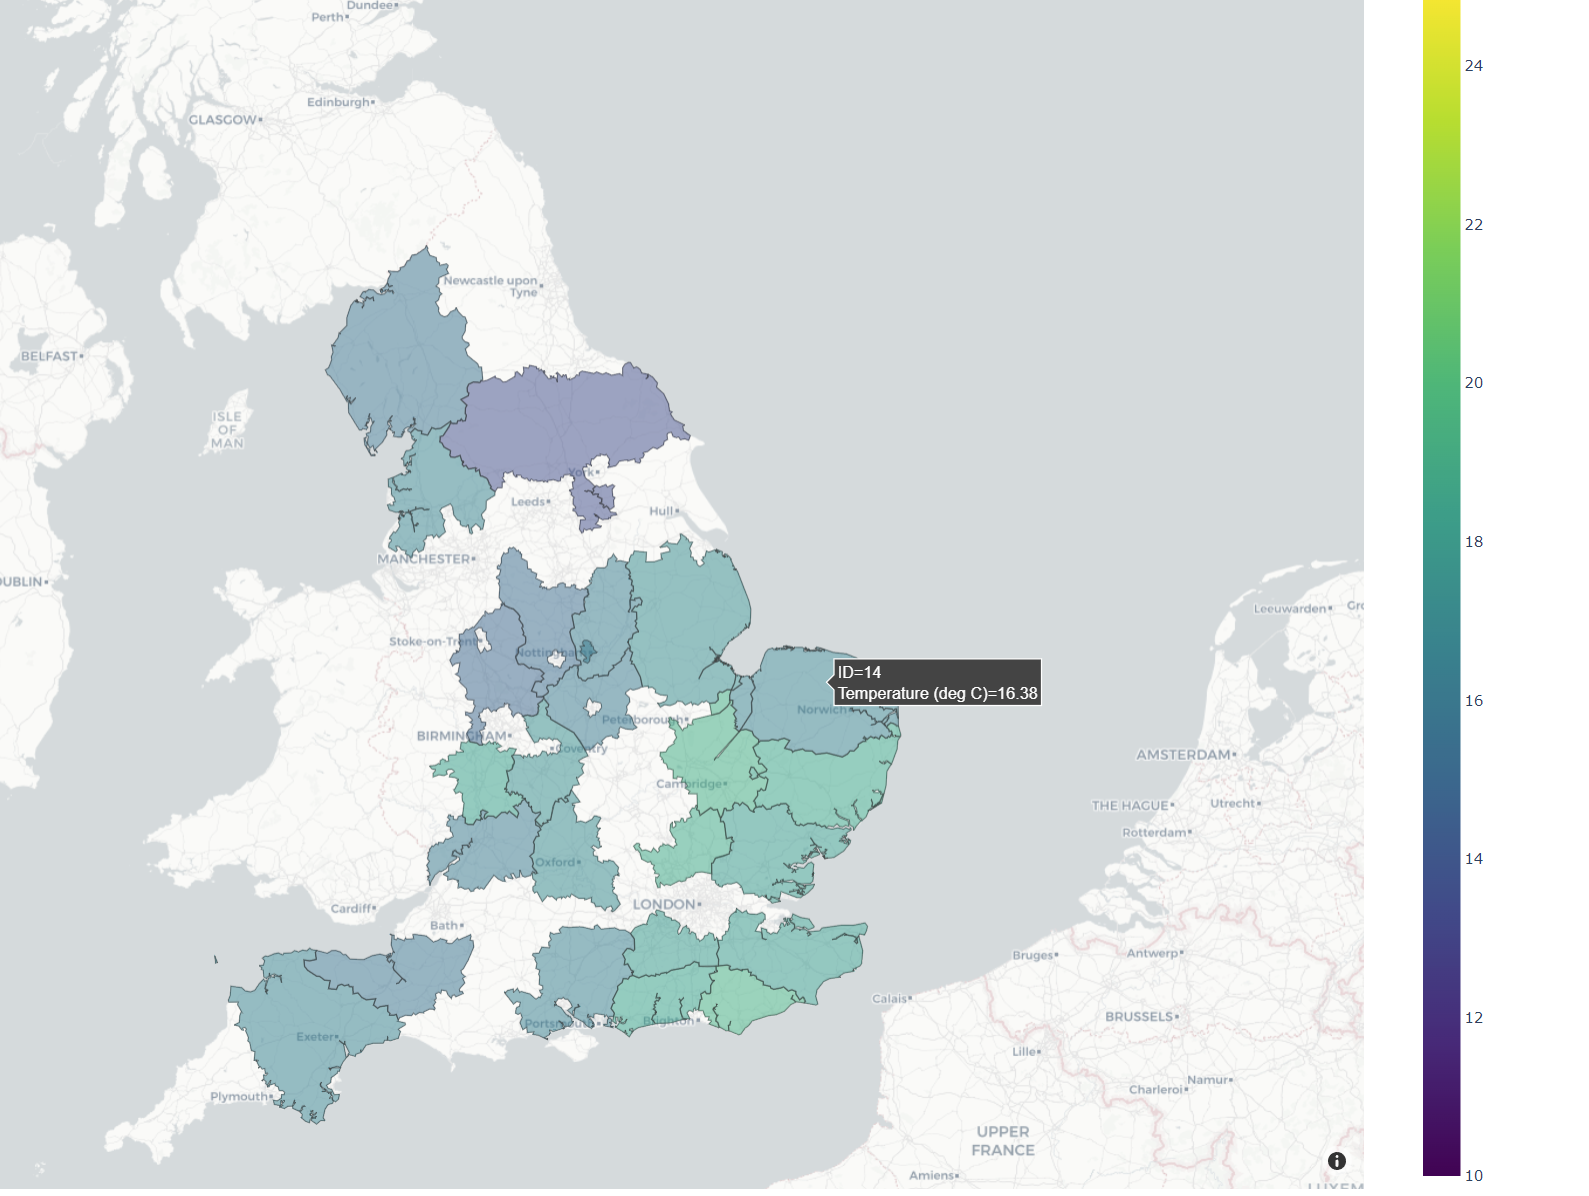 Dundee
Perth
Edinburgh
GLASGOW
Newcastle upon
Tyne
BELFAST
ISLE
OF
MAN
York
Leeds
Hull
MANCHESTER
UBLIN
Stoke-on-Trent
Nottingham
Leeuwarden
Gro
ID=14
Temperature (deg C)=16.38
Norwich
Peterborough
BIRMINGHAM
Coventry
Cambridge
AMSTERDAM
THE HAGUE
Utrecht
Rotterdam
Oxford
LONDON
Cardiff
Bath
Bruges
Antwerp
Calais
BRUSSELS
Portsmouth
Brighton
Exeter
Lille
Plymouth
Charleroi
Namur
UPPER
FRANCE
Amiens
LUXEM
24
22
20
18
16
14
12
10